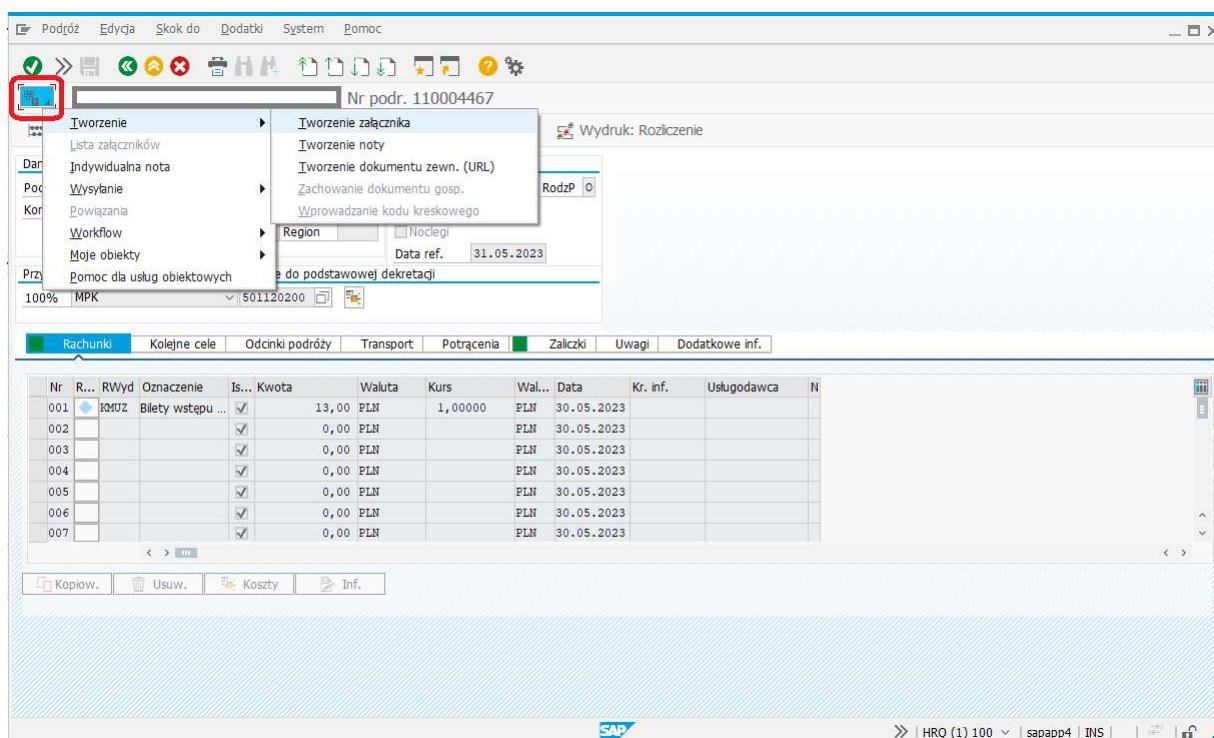 Podróż Edycja Skok do Dodatki System Pomoc
Nr podr. 110004467
Tworzenie
Lista załączników
Indywidualna nota
Wysyłanie
Powiązania
Workflow
Moje obiekty
Pomoc dla usług obiektowych
Tworzenie załącznika
Tworzenie noty
Tworzenie dokumentu zewn. (URL)
Zachowanie dokumentu gosp.
Wprowadzanie kodu kreskowego
Wydruk: Rozliczenie
RodzP O
Region Noclegi
Data ref. 31.05.2023
e do podstawowej dekretacji
100% MPK 501120200
Rachunki Kolejne cele Odcinki podróży Transport Potrącenia Zaliczki Uwagi Dodatkowe inf.
Nr R... RWyd Oznaczenie Is... Kwota Waluta Kurs Wal... Data Kr. inf. Usługodawca N
001 KMUZ Bilety wstępu ... 13,00 PLN 1,00000 PLN 30.05.2023
002 0,00 PLN PLN 30.05.2023
003 0,00 PLN PLN 30.05.2023
004 0,00 PLN PLN 30.05.2023
005 0,00 PLN PLN 30.05.2023
006 0,00 PLN PLN 30.05.2023
007 0,00 PLN PLN 30.05.2023
Kopiow. Usuw. Koszty Inf.
SAP HRQ (1) 100 sapapp4 INS